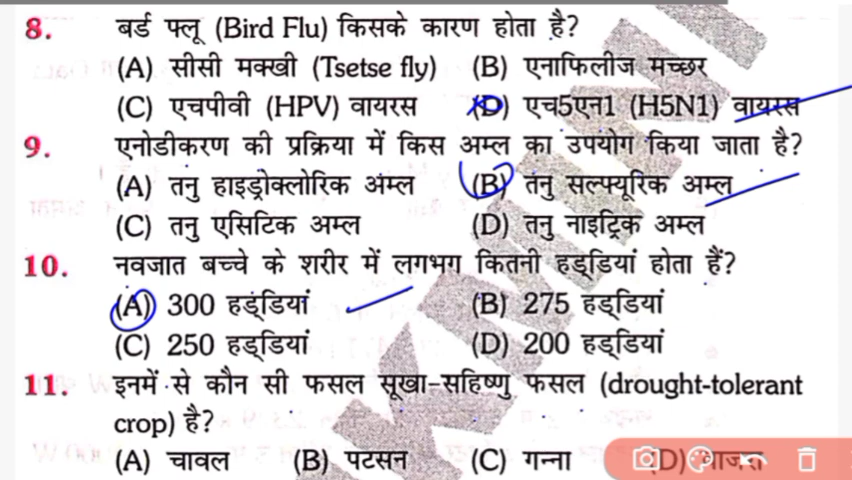 8. बर्ड फ्लू (Bird Flu) किसके कारण होता है?
(A) सीसी मक्खी (Tsetse fly) (B) एनाफिलीज मच्छर
(C) एचपीवी (HPV) वायरस (D) एच5एन1 (H5N1) वायरस
9. एनोडीकरण की प्रक्रिया में किस अम्ल का उपयोग किया जाता है?
(A) तनु हाइड्रोक्लोरिक अम्ल (B) तनु सल्फ्यूरिक अम्ल
(C) तनु एसिटिक अम्ल (D) तनु नाइट्रिक अम्ल
10. नवजात बच्चे के शरीर में लगभग कितनी हड्डियां होता हैं?
(A) 300 हड्डियां (B) 275 हड्डियां
(C) 250 हड्डियां (D) 200 हड्डियां
11. इनमें से कौन सी फसल सूखा-सहिष्णु फसल (drought-tolerant
crop) है?
(A) चावल (B) पटसन (C) गन्ना (D) बाजरा